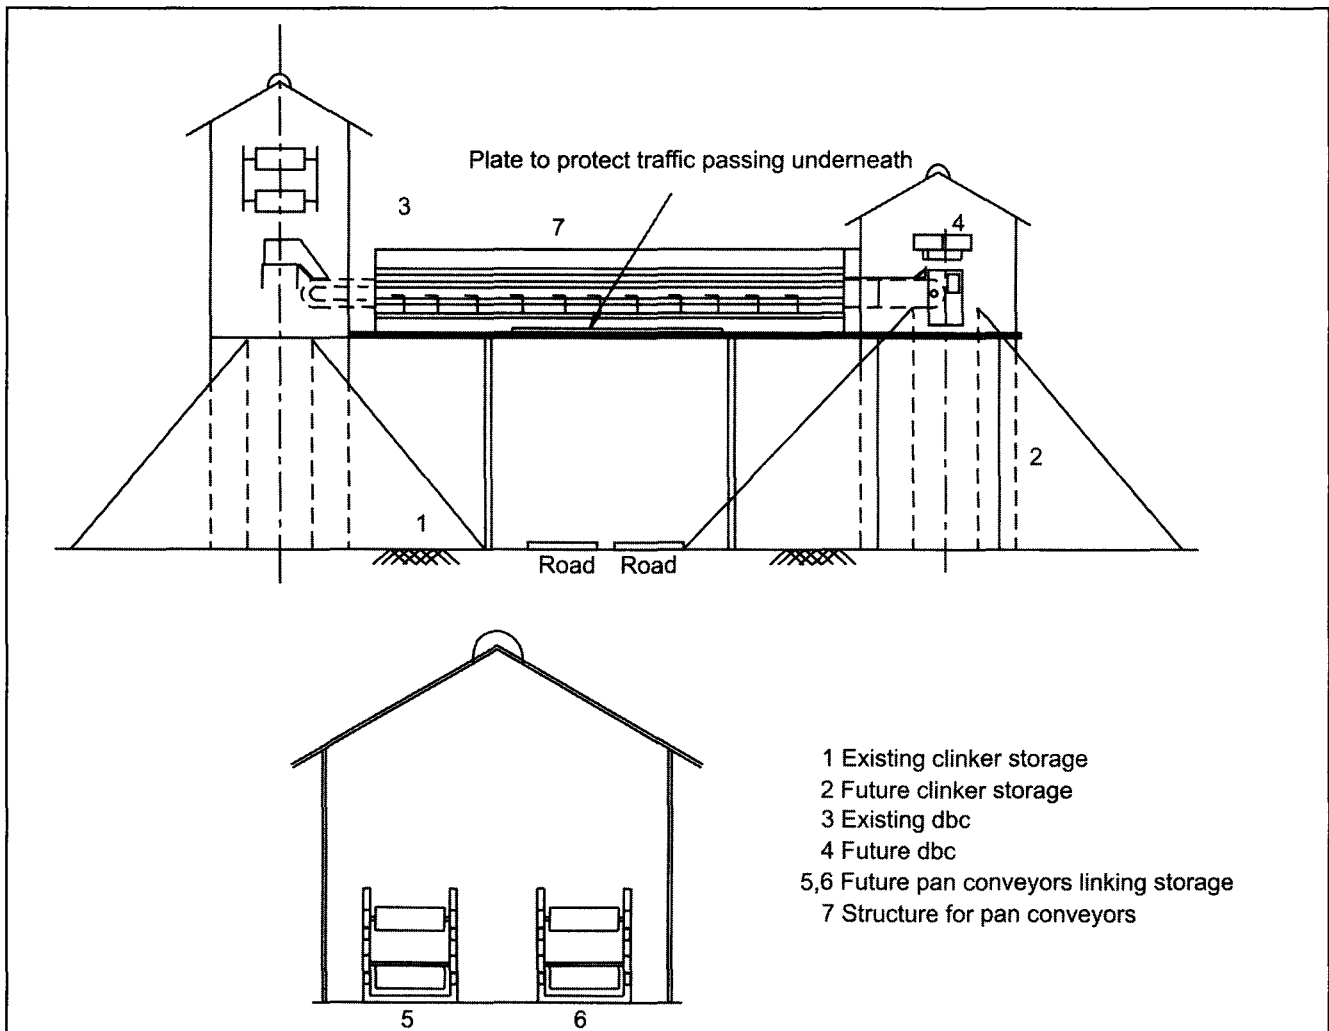 Plate to protect traffic passing underneath
3
7
4
2
1
Road Road
1 Existing clinker storage
2 Future clinker storage
3 Existing dbc
4 Future dbc
5,6 Future pan conveyors linking storage
7 Structure for pan conveyors
5 6